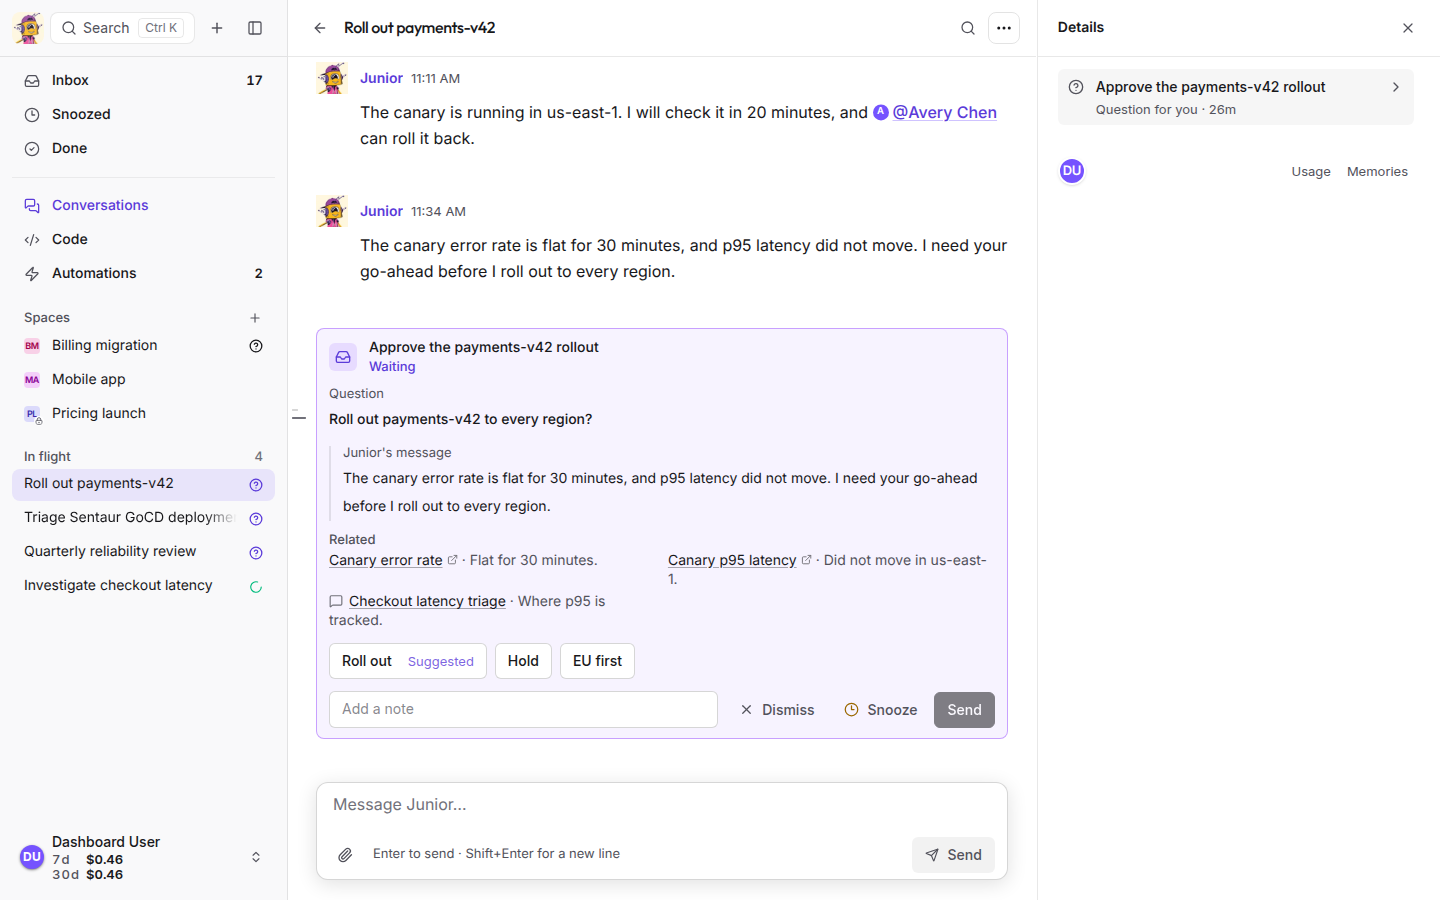 Search Ctrl K
Inbox 17
Snoozed
Done
Conversations
Code
Automations 2
Spaces
BM Billing migration
MA Mobile app
PL Pricing launch
In flight 4
Roll out payments-v42
Triage Sentaur GoCD deployme
Quarterly reliability review
Investigate checkout latency
DU Dashboard User
7d $0.46
30d $0.46
Roll out payments-v42
Junior 11:11 AM
The canary is running in us-east-1. I will check it in 20 minutes, and A @Avery Chen
can roll it back.
Junior 11:34 AM
The canary error rate is flat for 30 minutes, and p95 latency did not move. I need your
go-ahead before I roll out to every region.
Approve the payments-v42 rollout
Waiting
Question
Roll out payments-v42 to every region?
Junior's message
The canary error rate is flat for 30 minutes, and p95 latency did not move. I need your go-ahead
before I roll out to every region.
Related
Canary error rate · Flat for 30 minutes.
Canary p95 latency · Did not move in us-east-
1.
Checkout latency triage · Where p95 is
tracked.
Roll out Suggested Hold EU first
Add a note Dismiss Snooze Send
Message Junior...
Enter to send · Shift+Enter for a new line Send
Details
Approve the payments-v42 rollout
Question for you · 26m
DU Usage Memories